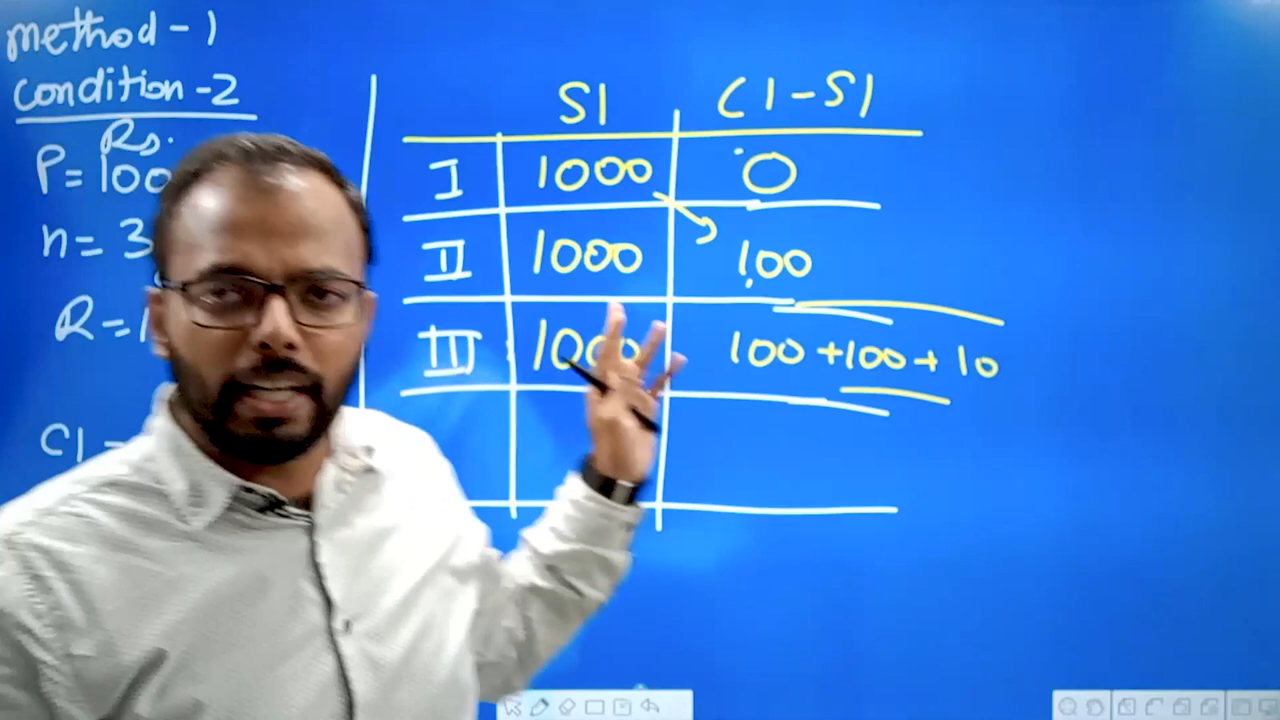 method - 1
condition - 2
Rs.
P = 100
n = 3
R = 1
CI -
SI CI - SI
I 1000 0
II 1000 100
III 1000 100 + 100 + 10